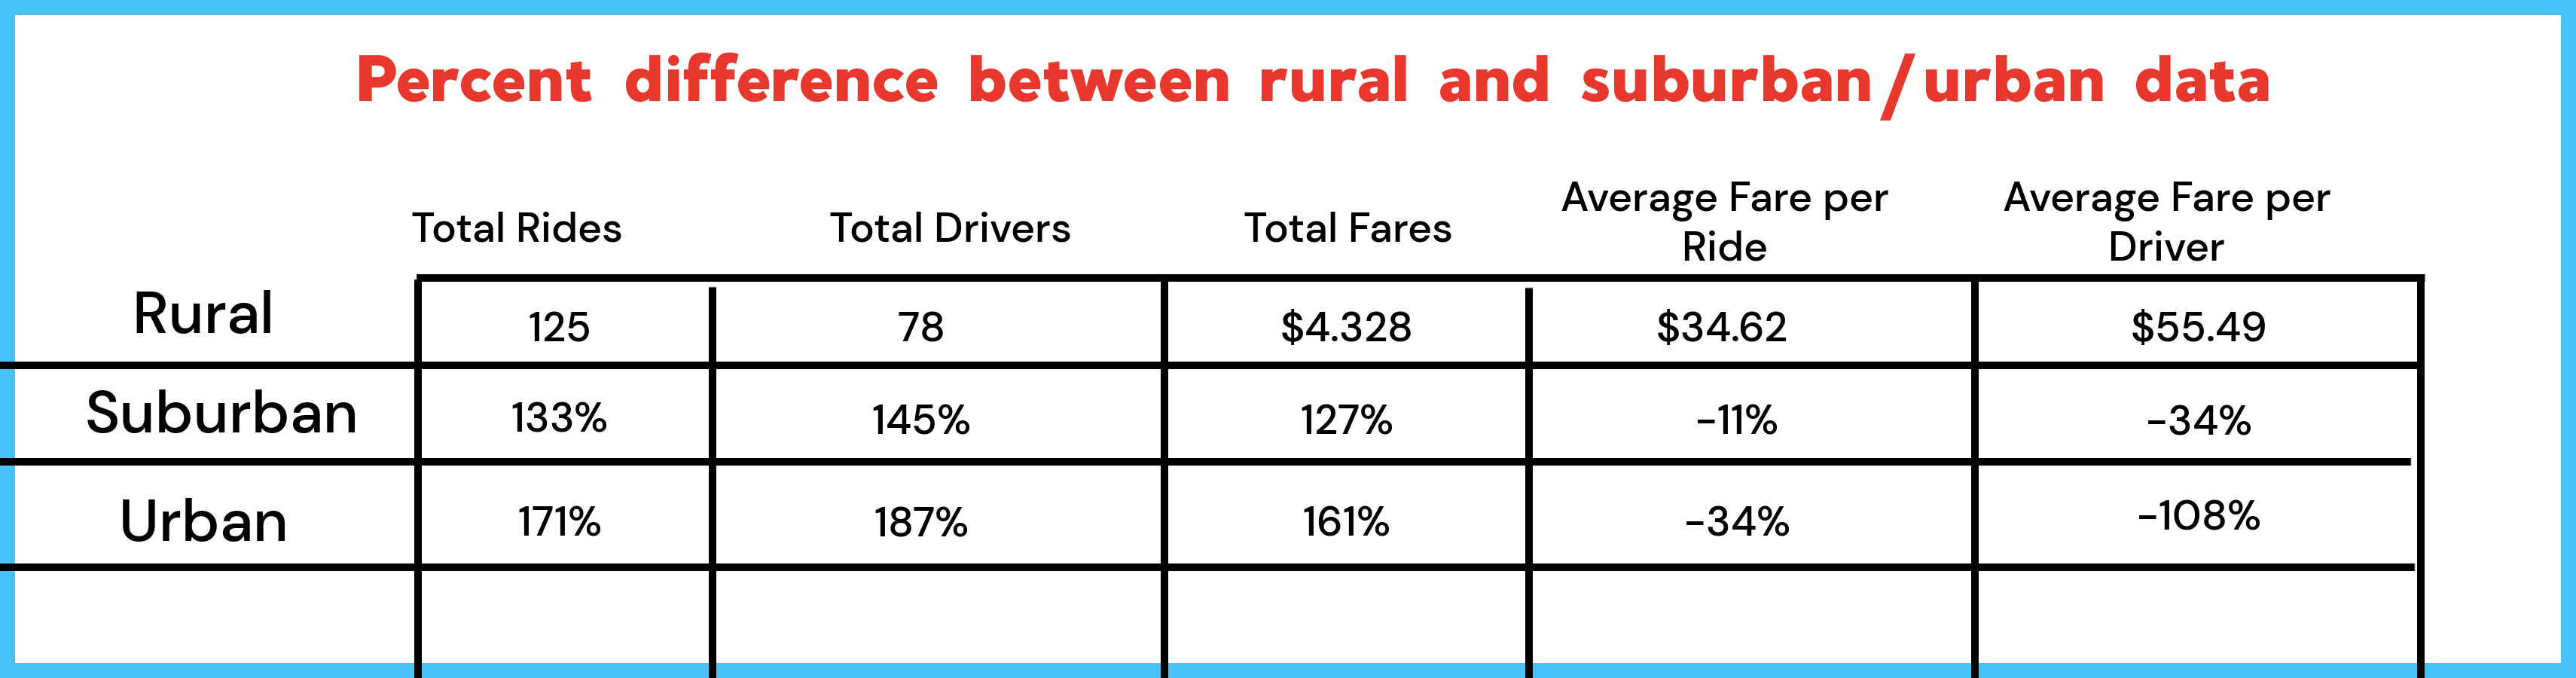 Percent difference between rural and suburban/urban data
Total Rides Total Drivers Total Fares Average Fare per Ride Average Fare per Driver
Rural 125 78 $4.328 $34.62 $55.49
Suburban 133% 145% 127% -11% -34%
Urban 171% 187% 161% -34% -108%